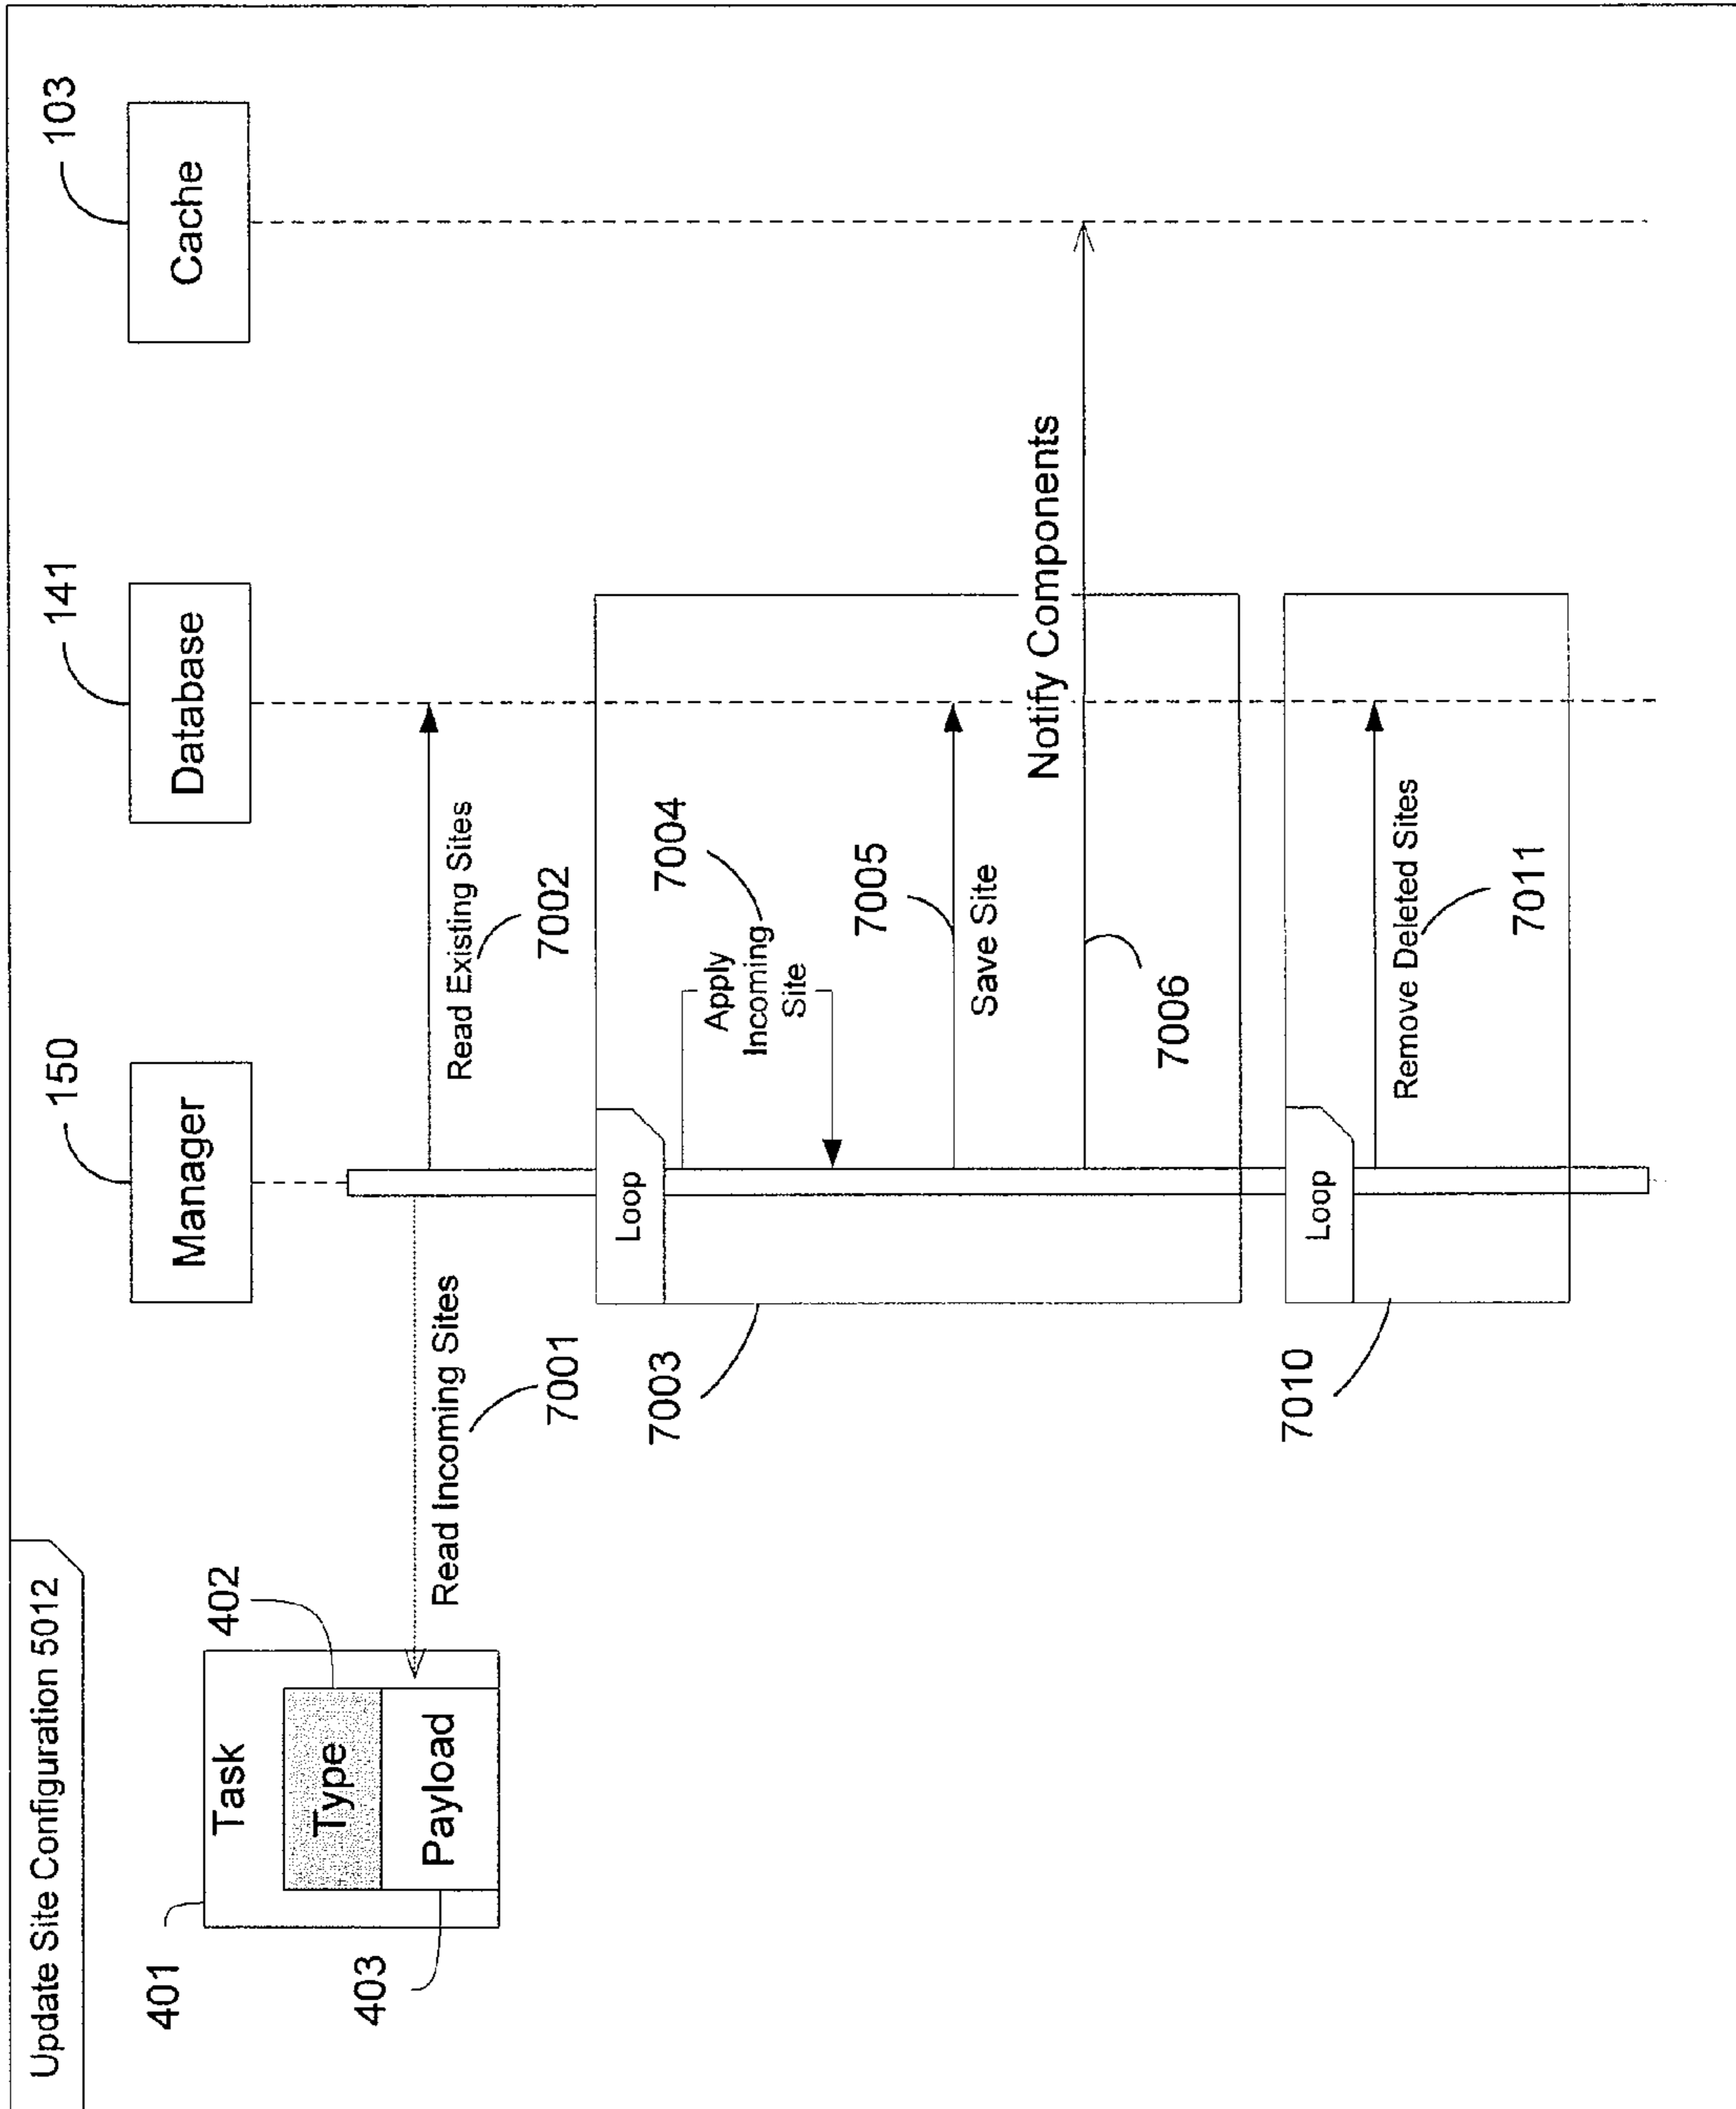 Update Site Configuration 5012
401
Task
402
Type
Payload
403
150
Manager
141
Database
103
Cache
Read Incoming Sites
7001
Read Existing Sites
7002
7003
Loop
Apply
Incoming
Site
7004
7005
Save Site
Notify Components
7006
7010
Loop
Remove Deleted Sites
7011